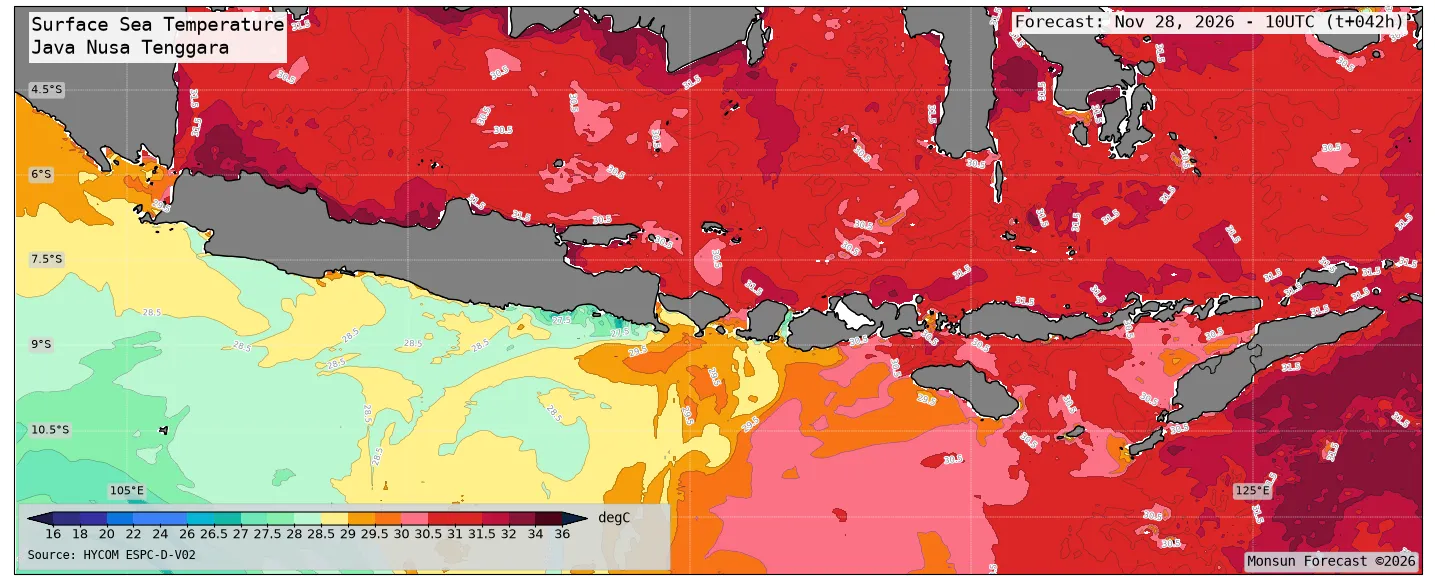 Surface Sea Temperature
Java Nusa Tenggara
Forecast: Nov 28, 2026 - 10UTC (t+042h)
4.5°S
6°S
7.5°S
9°S
10.5°S
105°E
125°E
16 18 20 22 24 26 26.5 27 27.5 28 28.5 29 29.5 30 30.5 31 31.5 32 34 36
degC
Source: HYCOM ESPC-D-V02
Monsun Forecast ©2026